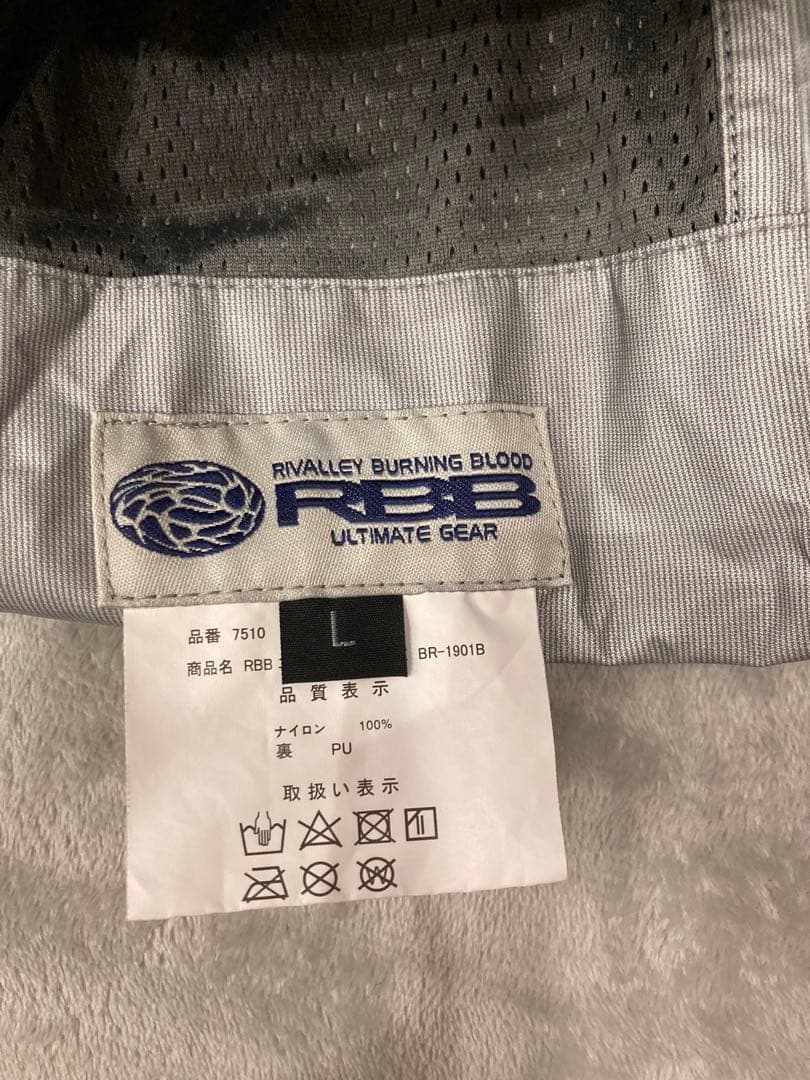 RIVALLEY BURNING BLOOD
RBB
ULTIMATE GEAR
L
品番 7510
商品名 RBB BR-1901B
品質表示
ナイロン 100%
裏 PU
取扱い表示